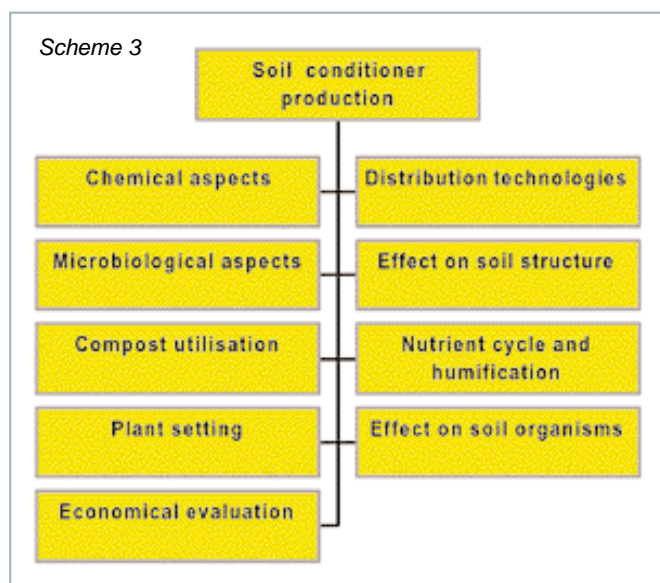 Scheme 3
Soil conditioner
production
Chemical aspects
Distribution technologies
Microbiological aspects
Effect on soil structure
Compost utilisation
Nutrient cycle and
humification
Plant setting
Effect on soil organisms
Economical evaluation